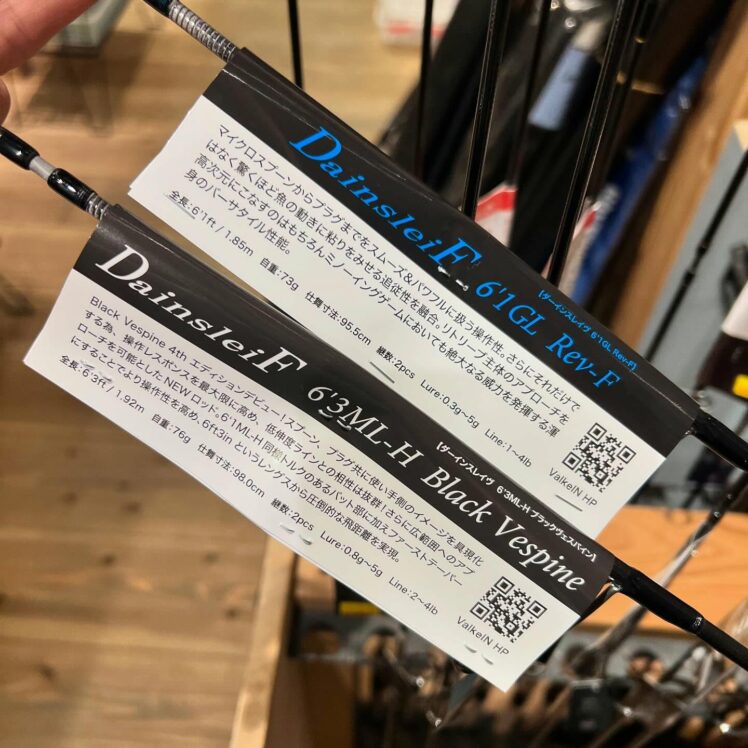 DainsleiF 6'1GL Rev-F
【ダーインスレイヴ 6'1GL Rev-F】
マイクロスプーンからプラグまでをスムーズ&パワフルに扱う操作性。さらにそれだけで
はなく驚くほど魚の動きに粘りをみせる追従性を融合。リトリーブ主体のアプローチを
高次元にこなすのはもちろんミノーイングゲームにおいても絶大なる威力を発揮する渾
身のバーサタイル性能。
全長:6'1ft / 1.85m 自重:73g 仕舞寸法:95.5cm 継数:2pcs Lure:0.3g~5g Line:1~4lb
ValkeIN HP
DainsleiF 6'3ML-H Black Vespine
【ダーインスレイヴ 6'3ML-H ブラックヴェスパイン】
Black Vespine 4th エディションデビュー!スプーン、プラグ共に使い手側のイメージを具現化
する為、操作レスポンスを最大限に高め、低伸度ラインとの相性は抜群!さらに広範囲へのアプ
ローチを可能としたNEWロッド。6'1ML-H同様トルクのあるバット部に加えファーストテーパー
にすることでより操作性を高め、6ft3in というレングスから圧倒的な飛距離を実現。
全長:6'3ft / 1.92m 自重:76g 仕舞寸法:98.0cm 継数:2pcs Lure:0.8g~5g Line:2~4lb
ValkeIN HP